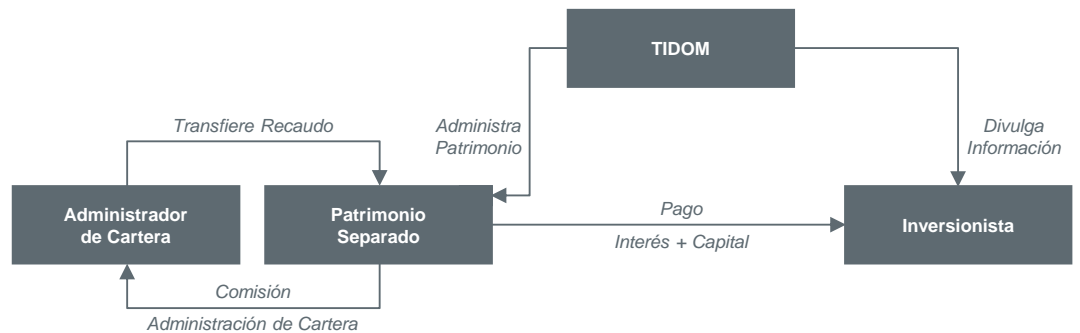 TIDOM
Transfiere Recaudo
Administra
Patrimonio
Divulga
Información
Administrador
de Cartera
Patrimonio
Separado
Pago
Interés + Capital
Inversionista
Comisión
Administración de Cartera